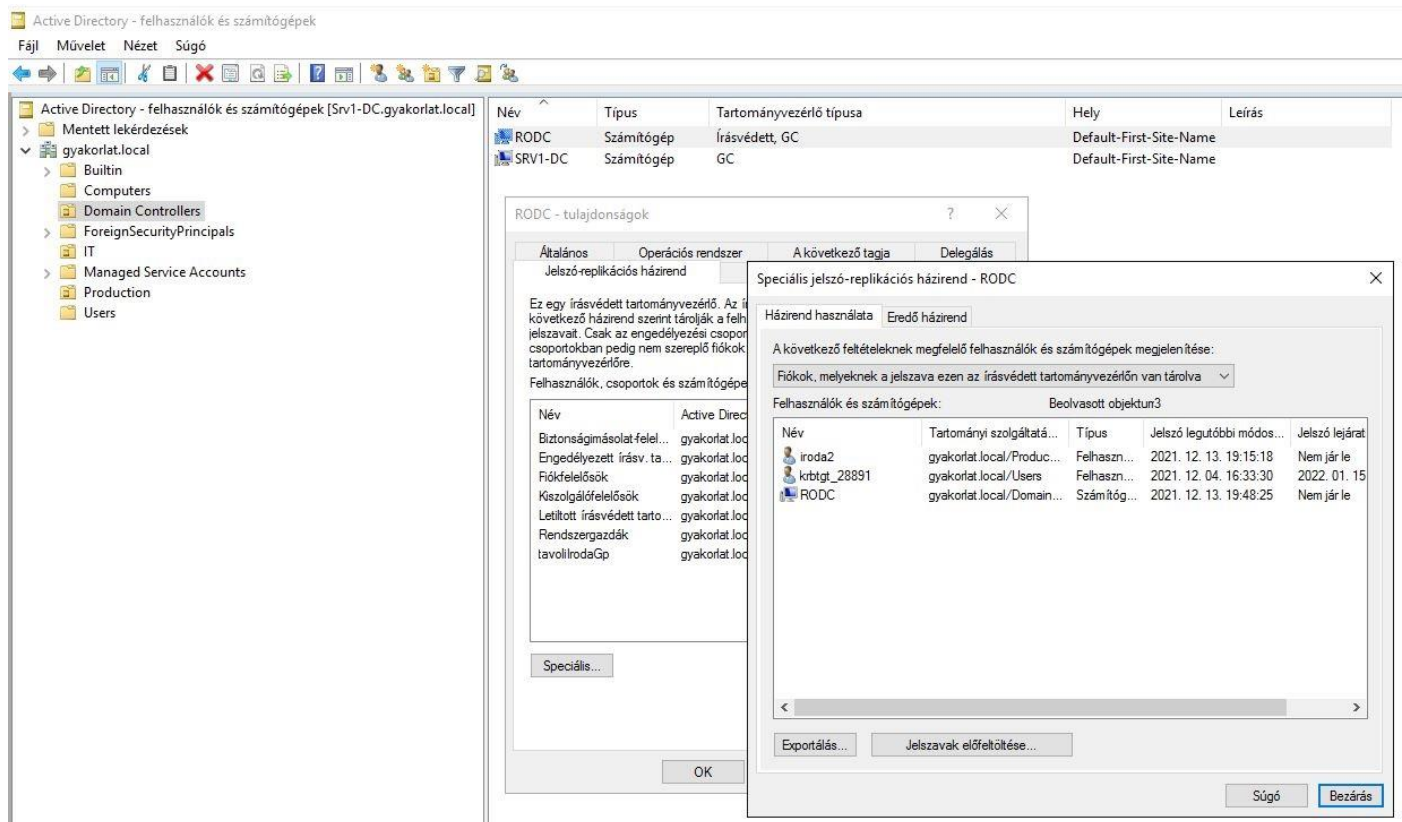 Active Directory - felhasználók és számítógépek
Fájl Művelet Nézet Súgó
Active Directory - felhasználók és számítógépek [Srv1-DC.gyakorlat.local]
Mentett lekérdezések
gyakorlat.local
Builtin
Computers
Domain Controllers
ForeignSecurityPrincipals
IT
Managed Service Accounts
Production
Users
Név Típus Tartományvezérlő típusa Hely Leírás
RODC Számítógép Írásvédett, GC Default-First-Site-Name
SRV1-DC Számítógép GC Default-First-Site-Name
RODC - tulajdonságok
Általános Operációs rendszer A következő tagja Delegálás
Jelszó-replikációs házirend
Ez egy írásvédett tartományvezérlő. Az í
következő házirend szerint tárolják a felh
jelszavait. Csak az engedélyezési csopor
csoportokban pedig nem szereplő fiókok
tartományvezérlőre.
Felhasználók, csoportok és számítógépe
Név Active Direc
Biztonságimásolat-felel... gyakorlat.loc
Engedélyezett írásv. ta... gyakorlat.loc
Fiókfelelősök gyakorlat.loc
Kiszolgálófelelősök gyakorlat.loc
Letiltott írásvédett tarto... gyakorlat.loc
Rendszergazdák gyakorlat.loc
tavoliIrodaGp gyakorlat.loc
Speciális...
OK
Speciális jelszó-replikációs házirend - RODC
Házirend használata Eredő házirend
A következő feltételeknek megfelelő felhasználók és számítógépek megjelenítése:
Fiókok, melyeknek a jelszava ezen az írásvédett tartományvezérlőn van tárolva
Felhasználók és számítógépek: Beolvasott objektum3
Név Tartományi szolgáltatá... Típus Jelszó legutóbbi módos... Jelszó lejárat
iroda2 gyakorlat.local/Produc... Felhaszn... 2021. 12. 13. 19:15:18 Nem jár le
krbtgt_28891 gyakorlat.local/Users Felhaszn... 2021. 12. 04. 16:33:30 2022. 01. 15
RODC gyakorlat.local/Domain... Számítóg... 2021. 12. 13. 19:48:25 Nem jár le
Exportálás... Jelszavak előfeltöltése...
Súgó Bezárás